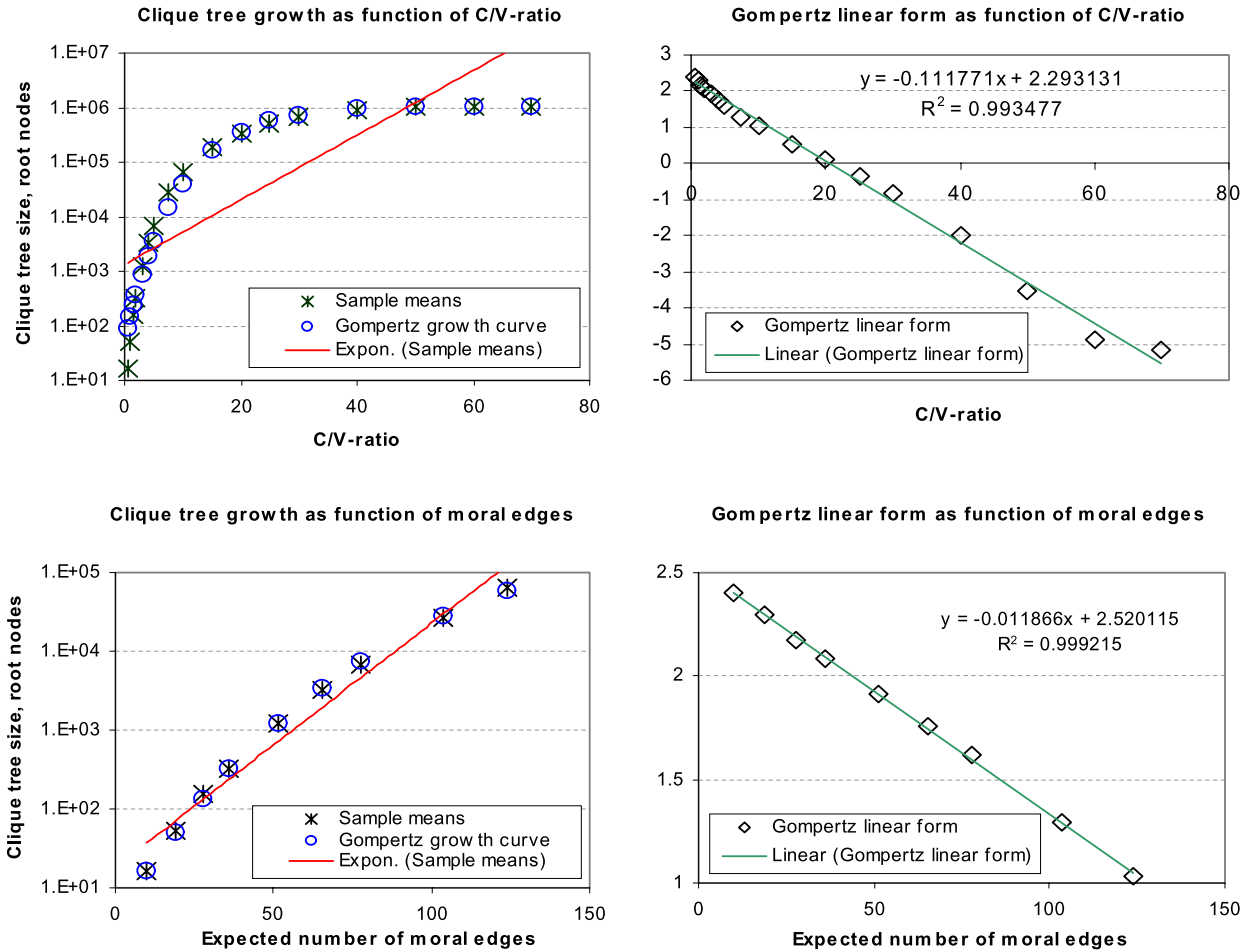 Clique tree growth as function of C/V-ratio
Clique tree size, root nodes
1.E+07
1.E+06
1.E+05
1.E+04
1.E+03
1.E+02
1.E+01
Sample means
Gompertz growth curve
Expon. (Sample means)
0 20 40 60 80
C/V-ratio
Gompertz linear form as function of C/V-ratio
3
2
1
0
-1
-2
-3
-4
-5
-6
y = -0.111771x + 2.293131
R² = 0.993477
0 20 40 60 80
Gompertz linear form
Linear (Gompertz linear form)
C/V-ratio
Clique tree growth as function of moral edges
Clique tree size, root nodes
1.E+05
1.E+04
1.E+03
1.E+02
1.E+01
Sample means
Gompertz growth curve
Expon. (Sample means)
0 50 100 150
Expected number of moral edges
Gompertz linear form as function of moral edges
2.5
2
1.5
1
y = -0.011866x + 2.520115
R² = 0.999215
Gompertz linear form
Linear (Gompertz linear form)
0 50 100 150
Expected number of moral edges